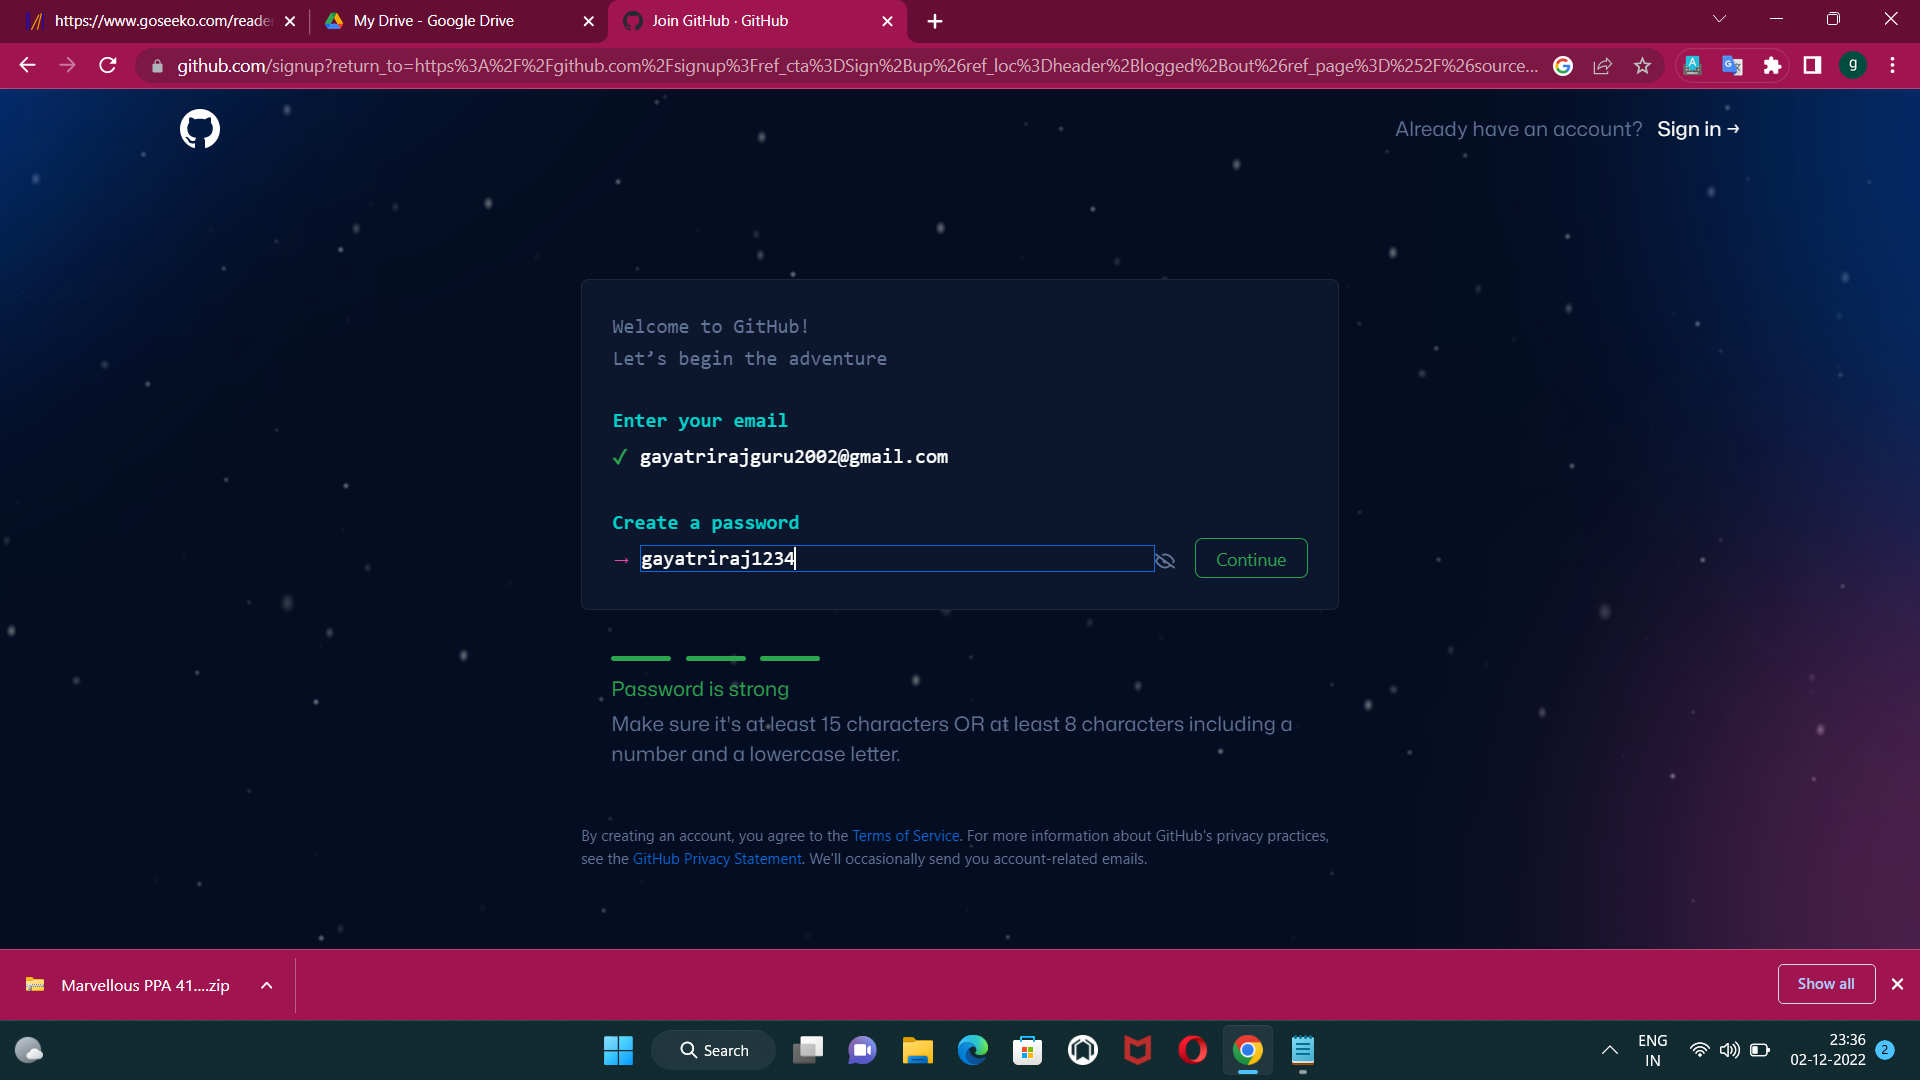 https://www.goseeko.com/reader
My Drive - Google Drive
Join GitHub · GitHub
github.com/signup?return_to=https%3A%2F%2Fgithub.com%2Fsignup%3Fref_cta%3DSign%2Bup%26ref_loc%3Dheader%2Blogged%2Bout%26ref_page%3D%252F%26source...
g
Already have an account? Sign in →
Welcome to GitHub!
Let’s begin the adventure
Enter your email
✓ gayatrirajguru2002@gmail.com
Create a password
→ gayatriraj1234
Continue
Password is strong
Make sure it's at least 15 characters OR at least 8 characters including a
number and a lowercase letter.
By creating an account, you agree to the Terms of Service. For more information about GitHub's privacy practices,
see the GitHub Privacy Statement. We'll occasionally send you account-related emails.
Marvellous PPA 41....zip
Show all
Search
ENG
IN
23:36
02-12-2022
2